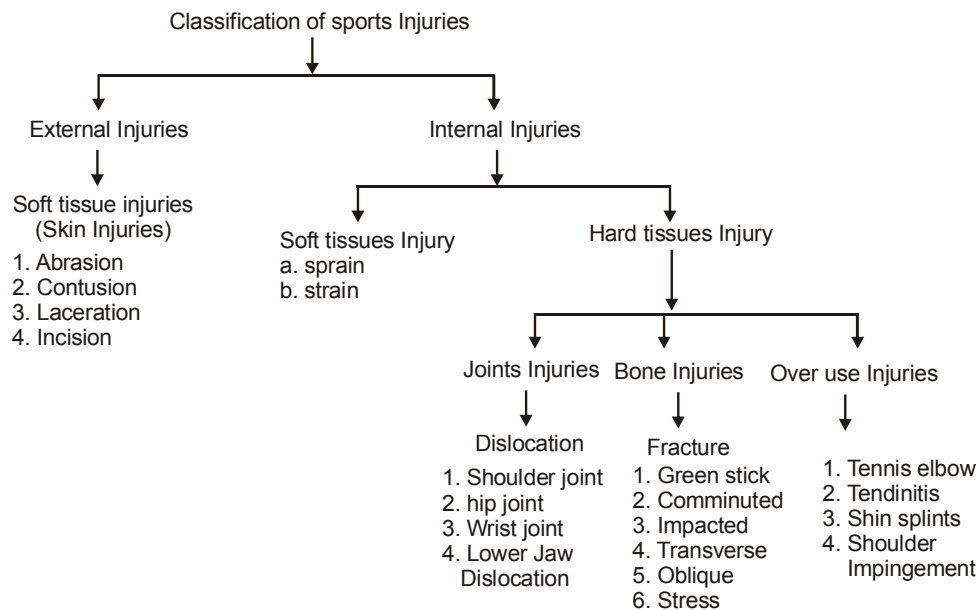 Classification of sports Injuries
External Injuries
Internal Injuries
Soft tissue injuries
(Skin Injuries)
1. Abrasion
2. Contusion
3. Laceration
4. Incision
Soft tissues Injury
a. sprain
b. strain
Hard tissues Injury
Joints Injuries
Bone Injuries
Over use Injuries
Dislocation
1. Shoulder joint
2. hip joint
3. Wrist joint
4. Lower Jaw
Dislocation
Fracture
1. Green stick
2. Comminuted
3. Impacted
4. Transverse
5. Oblique
6. Stress
1. Tennis elbow
2. Tendinitis
3. Shin splints
4. Shoulder
Impingement